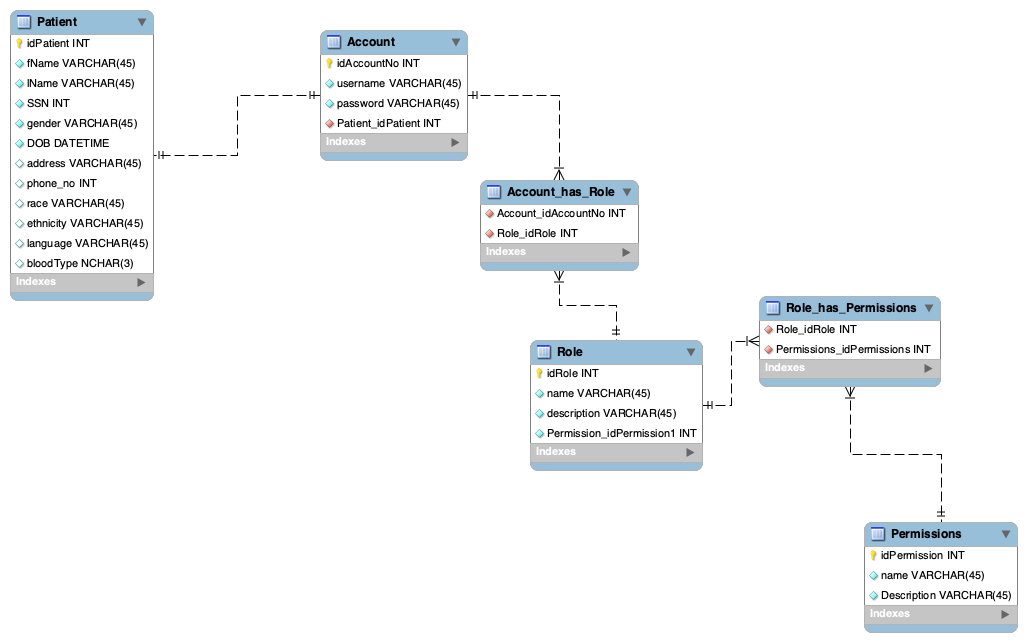 Patient
idPatient INT
fName VARCHAR(45)
lName VARCHAR(45)
SSN INT
gender VARCHAR(45)
DOB DATETIME
address VARCHAR(45)
phone_no INT
race VARCHAR(45)
ethnicity VARCHAR(45)
language VARCHAR(45)
bloodType NCHAR(3)
Indexes
Account
idAccountNo INT
username VARCHAR(45)
password VARCHAR(45)
Patient_idPatient INT
Indexes
Account_has_Role
Account_idAccountNo INT
Role_idRole INT
Indexes
Role
idRole INT
name VARCHAR(45)
description VARCHAR(45)
Permission_idPermission1 INT
Indexes
Role_has_Permissions
Role_idRole INT
Permissions_idPermissions INT
Indexes
Permissions
idPermission INT
name VARCHAR(45)
Description VARCHAR(45)
Indexes